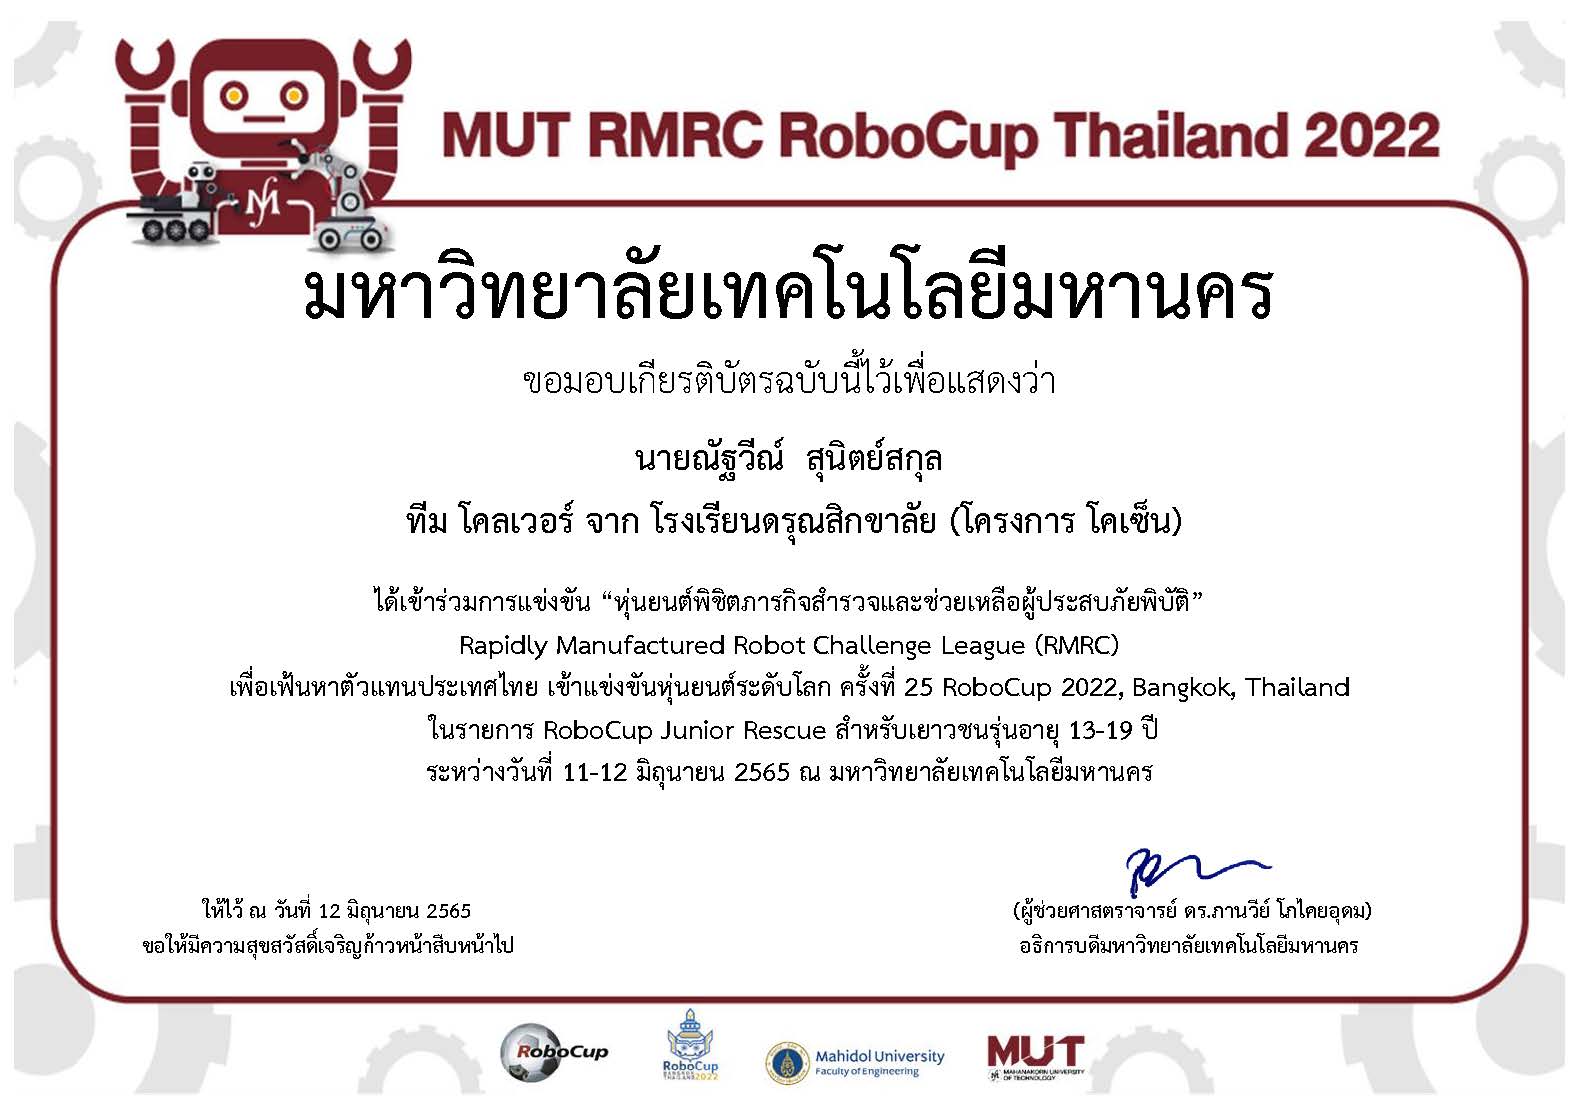 MUT RMRC RoboCup Thailand 2022
มหาวิทยาลัยเทคโนโลยีมหานคร
ขอมอบเกียรติบัตรฉบับนี้ไว้เพื่อแสดงว่า
นายณัฐวีณ์ สุนิตย์สกุล
ทีม โคลเวอร์ จาก โรงเรียนดรุณสิกขาลัย (โครงการ โคเซ็น)
ได้เข้าร่วมการแข่งขัน “หุ่นยนต์พิชิตภารกิจสำรวจและช่วยเหลือผู้ประสบภัยพิบัติ”
Rapidly Manufactured Robot Challenge League (RMRC)
เพื่อเฟ้นหาตัวแทนประเทศไทย เข้าแข่งขันหุ่นยนต์ระดับโลก ครั้งที่ 25 RoboCup 2022, Bangkok, Thailand
ในรายการ RoboCup Junior Rescue สำหรับเยาวชนรุ่นอายุ 13-19 ปี
ระหว่างวันที่ 11-12 มิถุนายน 2565 ณ มหาวิทยาลัยเทคโนโลยีมหานคร
ให้ไว้ ณ วันที่ 12 มิถุนายน 2565
ขอให้มีความสุขสวัสดิ์เจริญก้าวหน้าสืบหน้าไป
(ผู้ช่วยศาสตราจารย์ ดร.ภานวีย์ โภไคยอุดม)
อธิการบดีมหาวิทยาลัยเทคโนโลยีมหานคร
RoboCup
RoboCup
BANGKOK
THAILAND2022
Mahidol University
Faculty of Engineering
MUT
MAHANAKORN UNIVERSITY
OF TECHNOLOGY